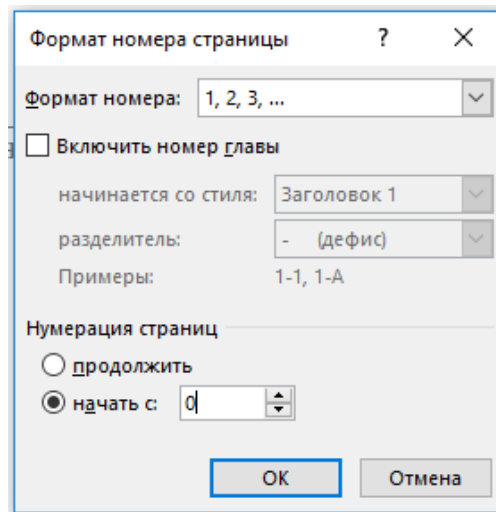 Формат номера страницы ?
Формат номера: 1, 2, 3, ...
Включить номер главы
начинается со стиля: Заголовок 1
разделитель: - (дефис)
Примеры: 1-1, 1-A
Нумерация страниц
продолжить
начать с: 0
ОК Отмена